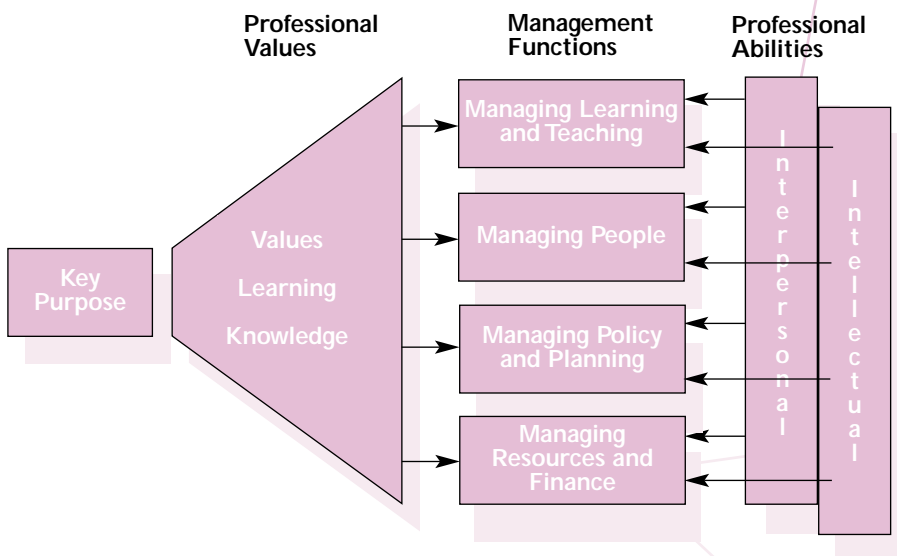 Professional
Values
Management
Functions
Professional
Abilities
Key
Purpose
Values
Learning
Knowledge
Managing Learning
and Teaching
Managing People
Managing Policy
and Planning
Managing
Resources and
Finance
Interpersonal
Intellectual